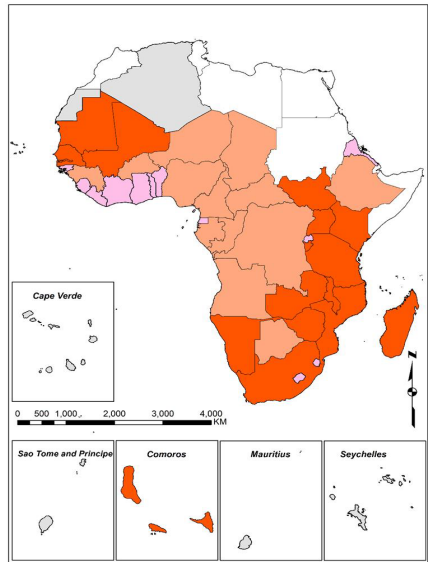 Cape Verde
N
0 500 1,000 2,000 3,000 4,000
KM
Sao Tome and Principe
Comoros
Mauritius
Seychelles